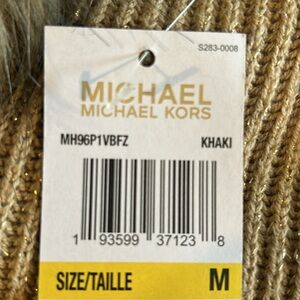 S283-0008
MICHAEL
MICHAEL KORS
MH96P1VBFZ KHAKI
1 93599 37123 8
SIZE/TAILLE M